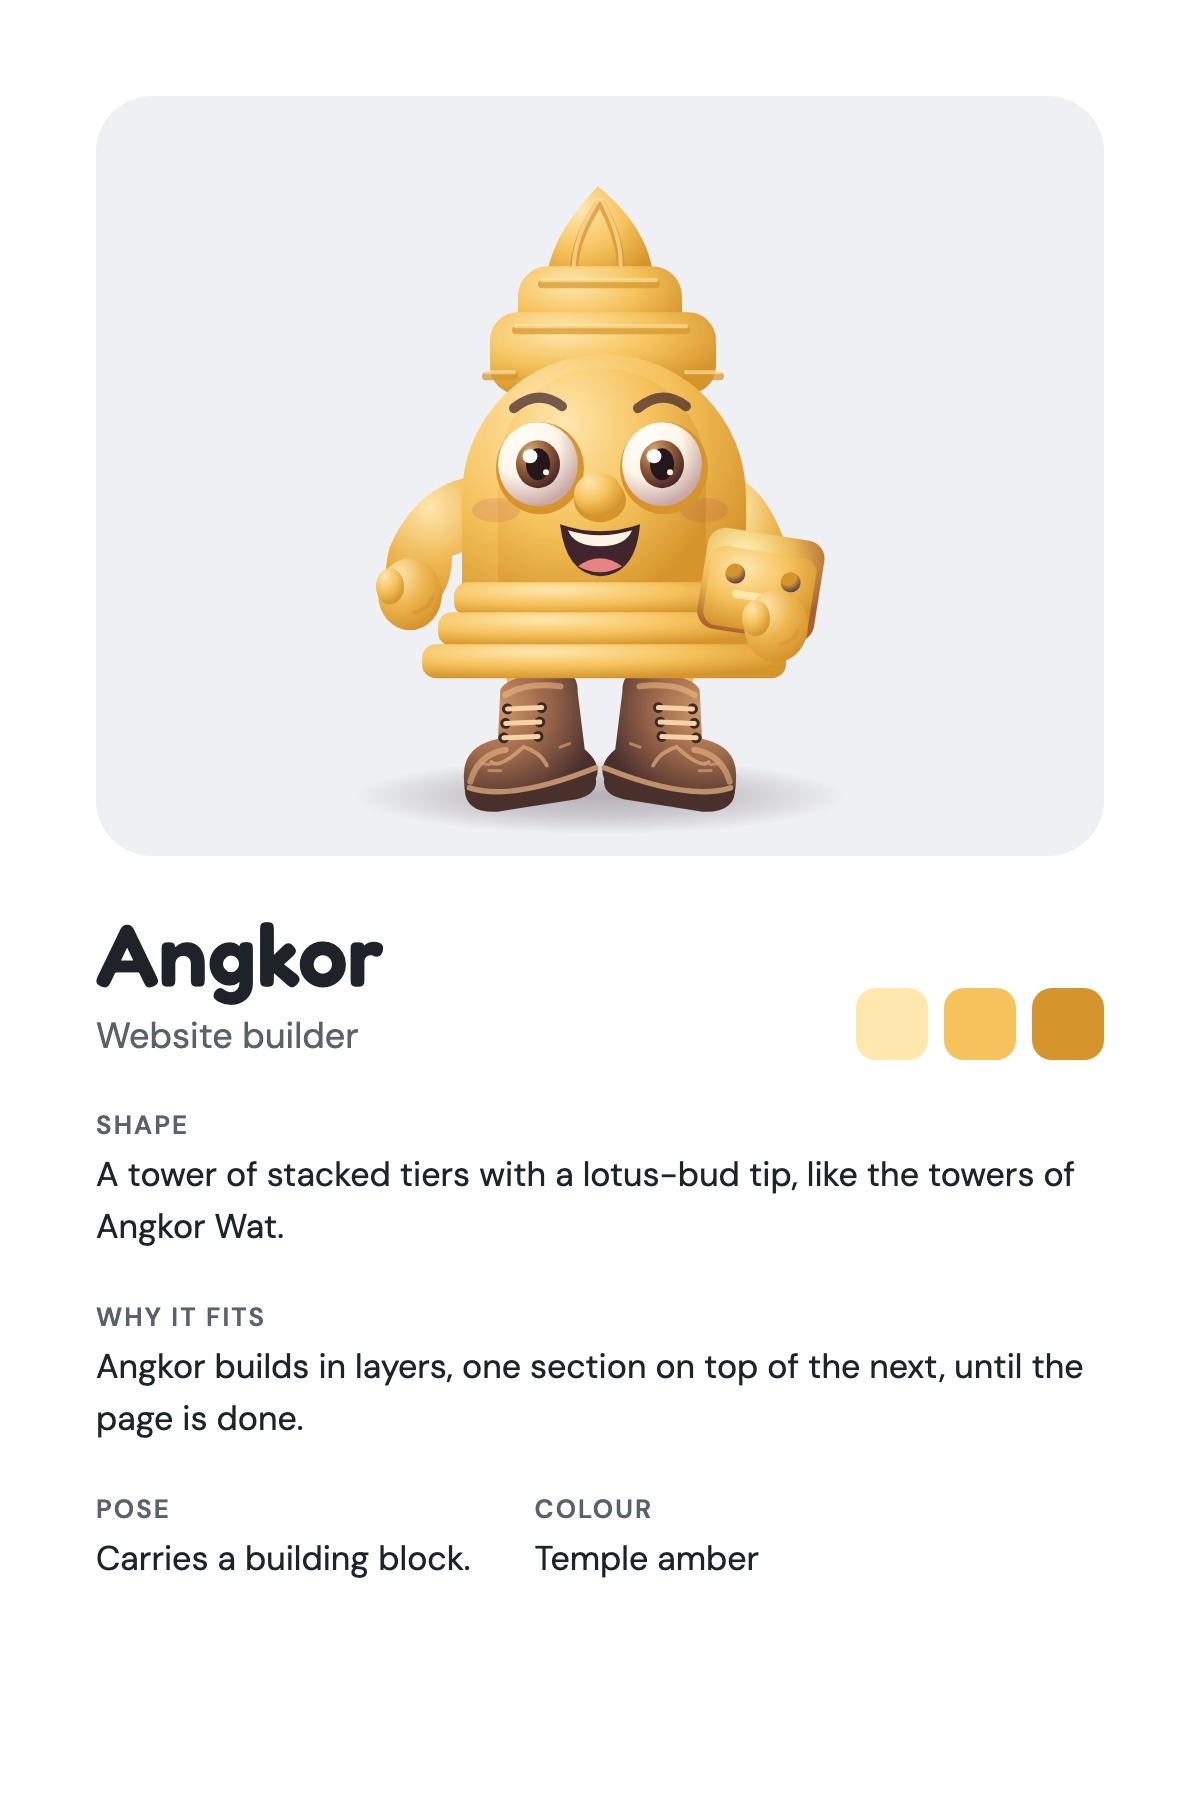 Angkor
Website builder
SHAPE
A tower of stacked tiers with a lotus-bud tip, like the towers of
Angkor Wat.
WHY IT FITS
Angkor builds in layers, one section on top of the next, until the
page is done.
POSE
Carries a building block.
COLOUR
Temple amber